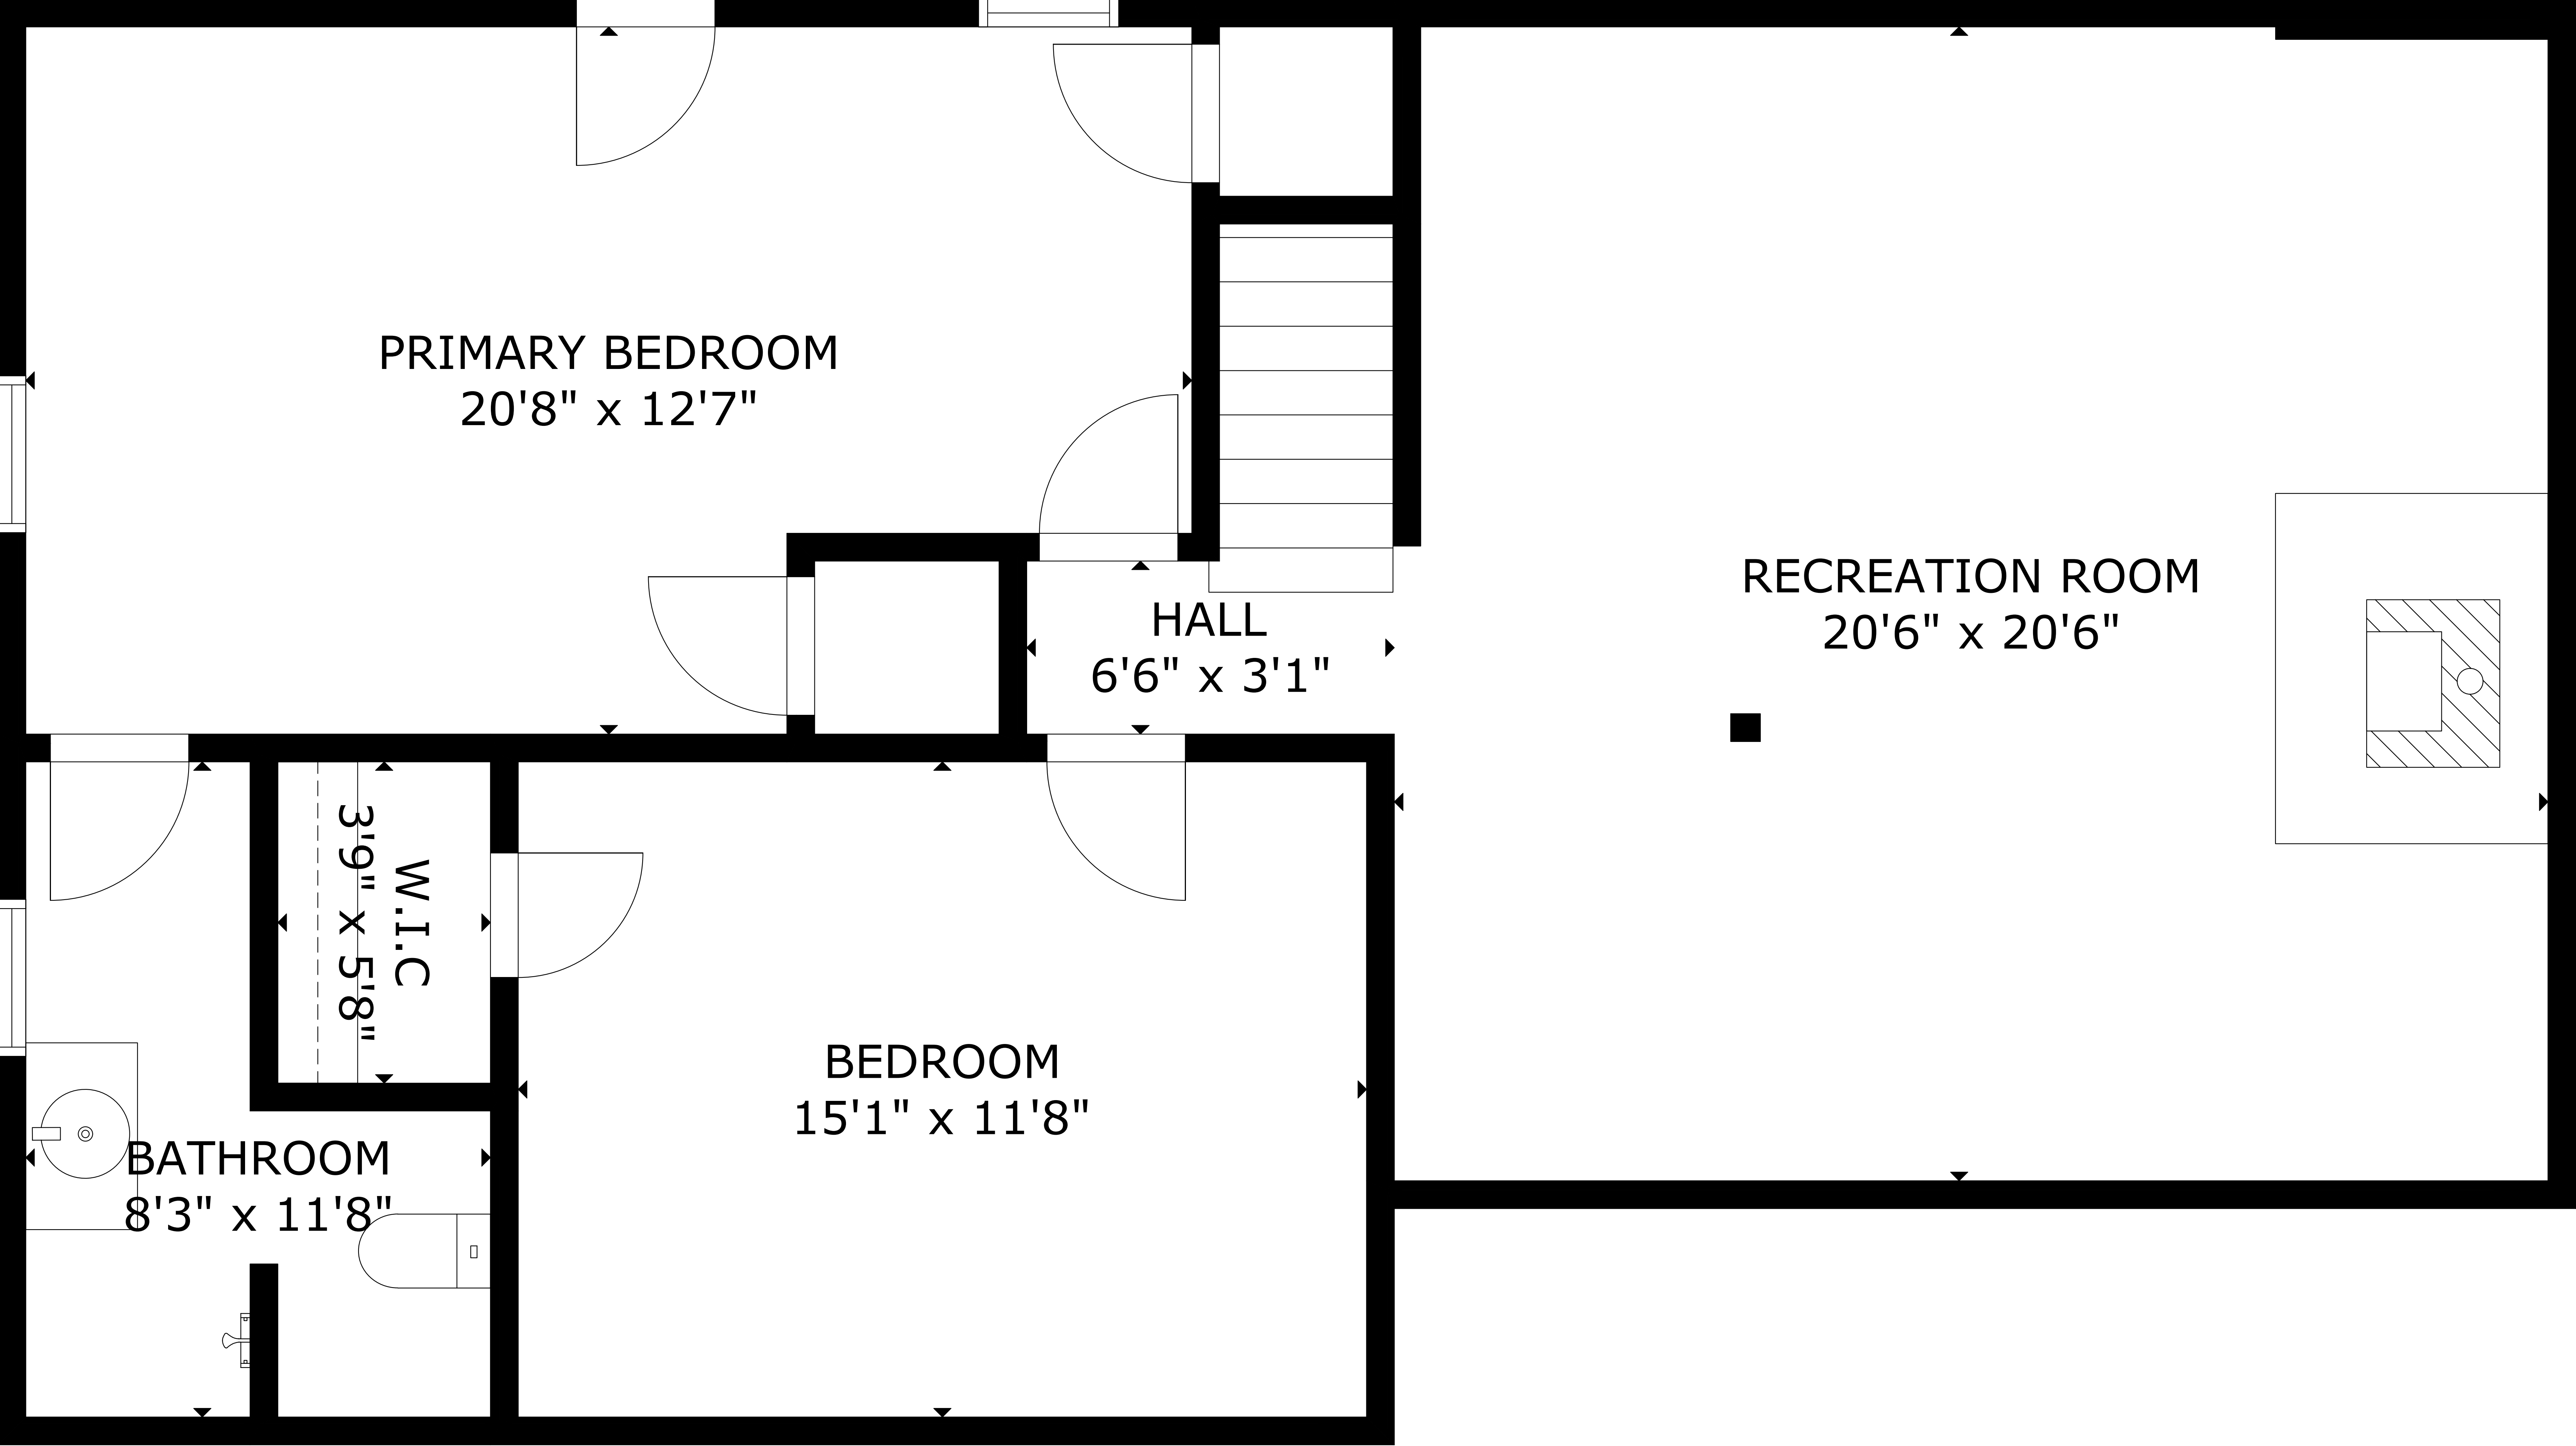 PRIMARY BEDROOM
20'8" x 12'7"
RECREATION ROOM
20'6" x 20'6"
HALL
6'6" x 3'1"
W.I.C
3'9" x 5'8"
BEDROOM
15'1" x 11'8"
BATHROOM
8'3" x 11'8"